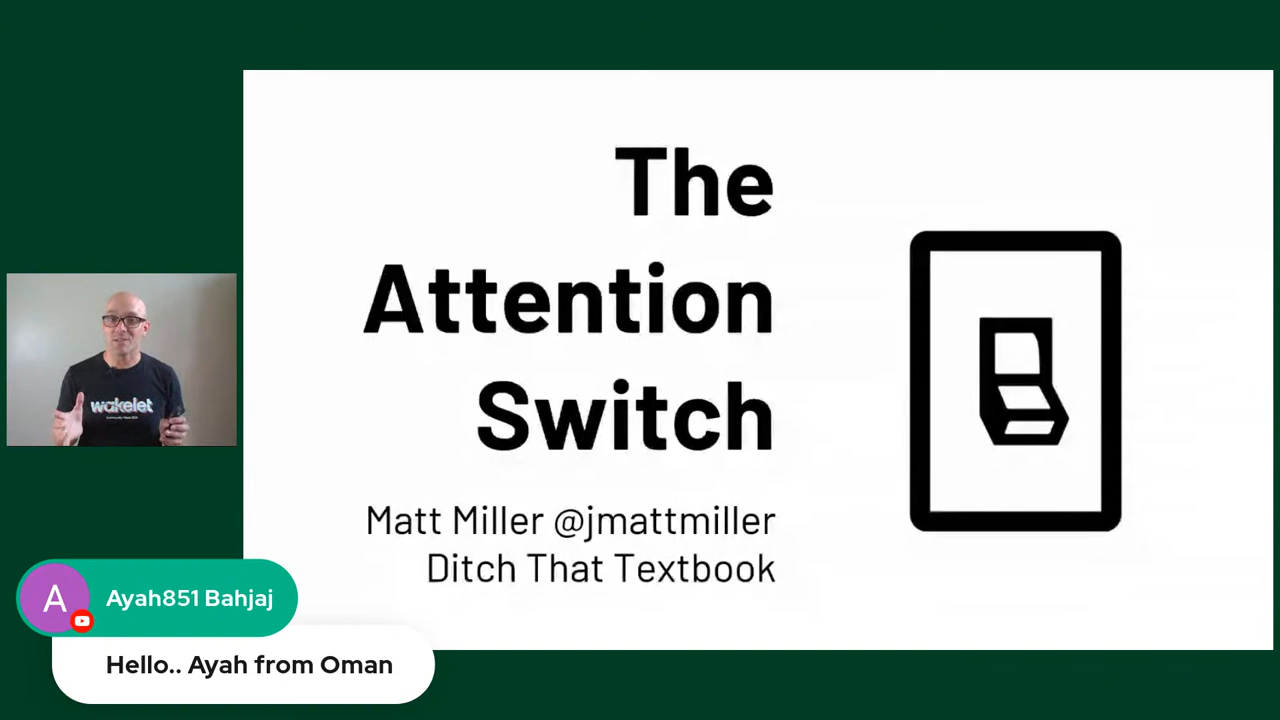 The
Attention
Switch
Matt Miller @jmattmiller
Ditch That Textbook
wakelet
A
Ayah851 Bahjaj
Hello.. Ayah from Oman